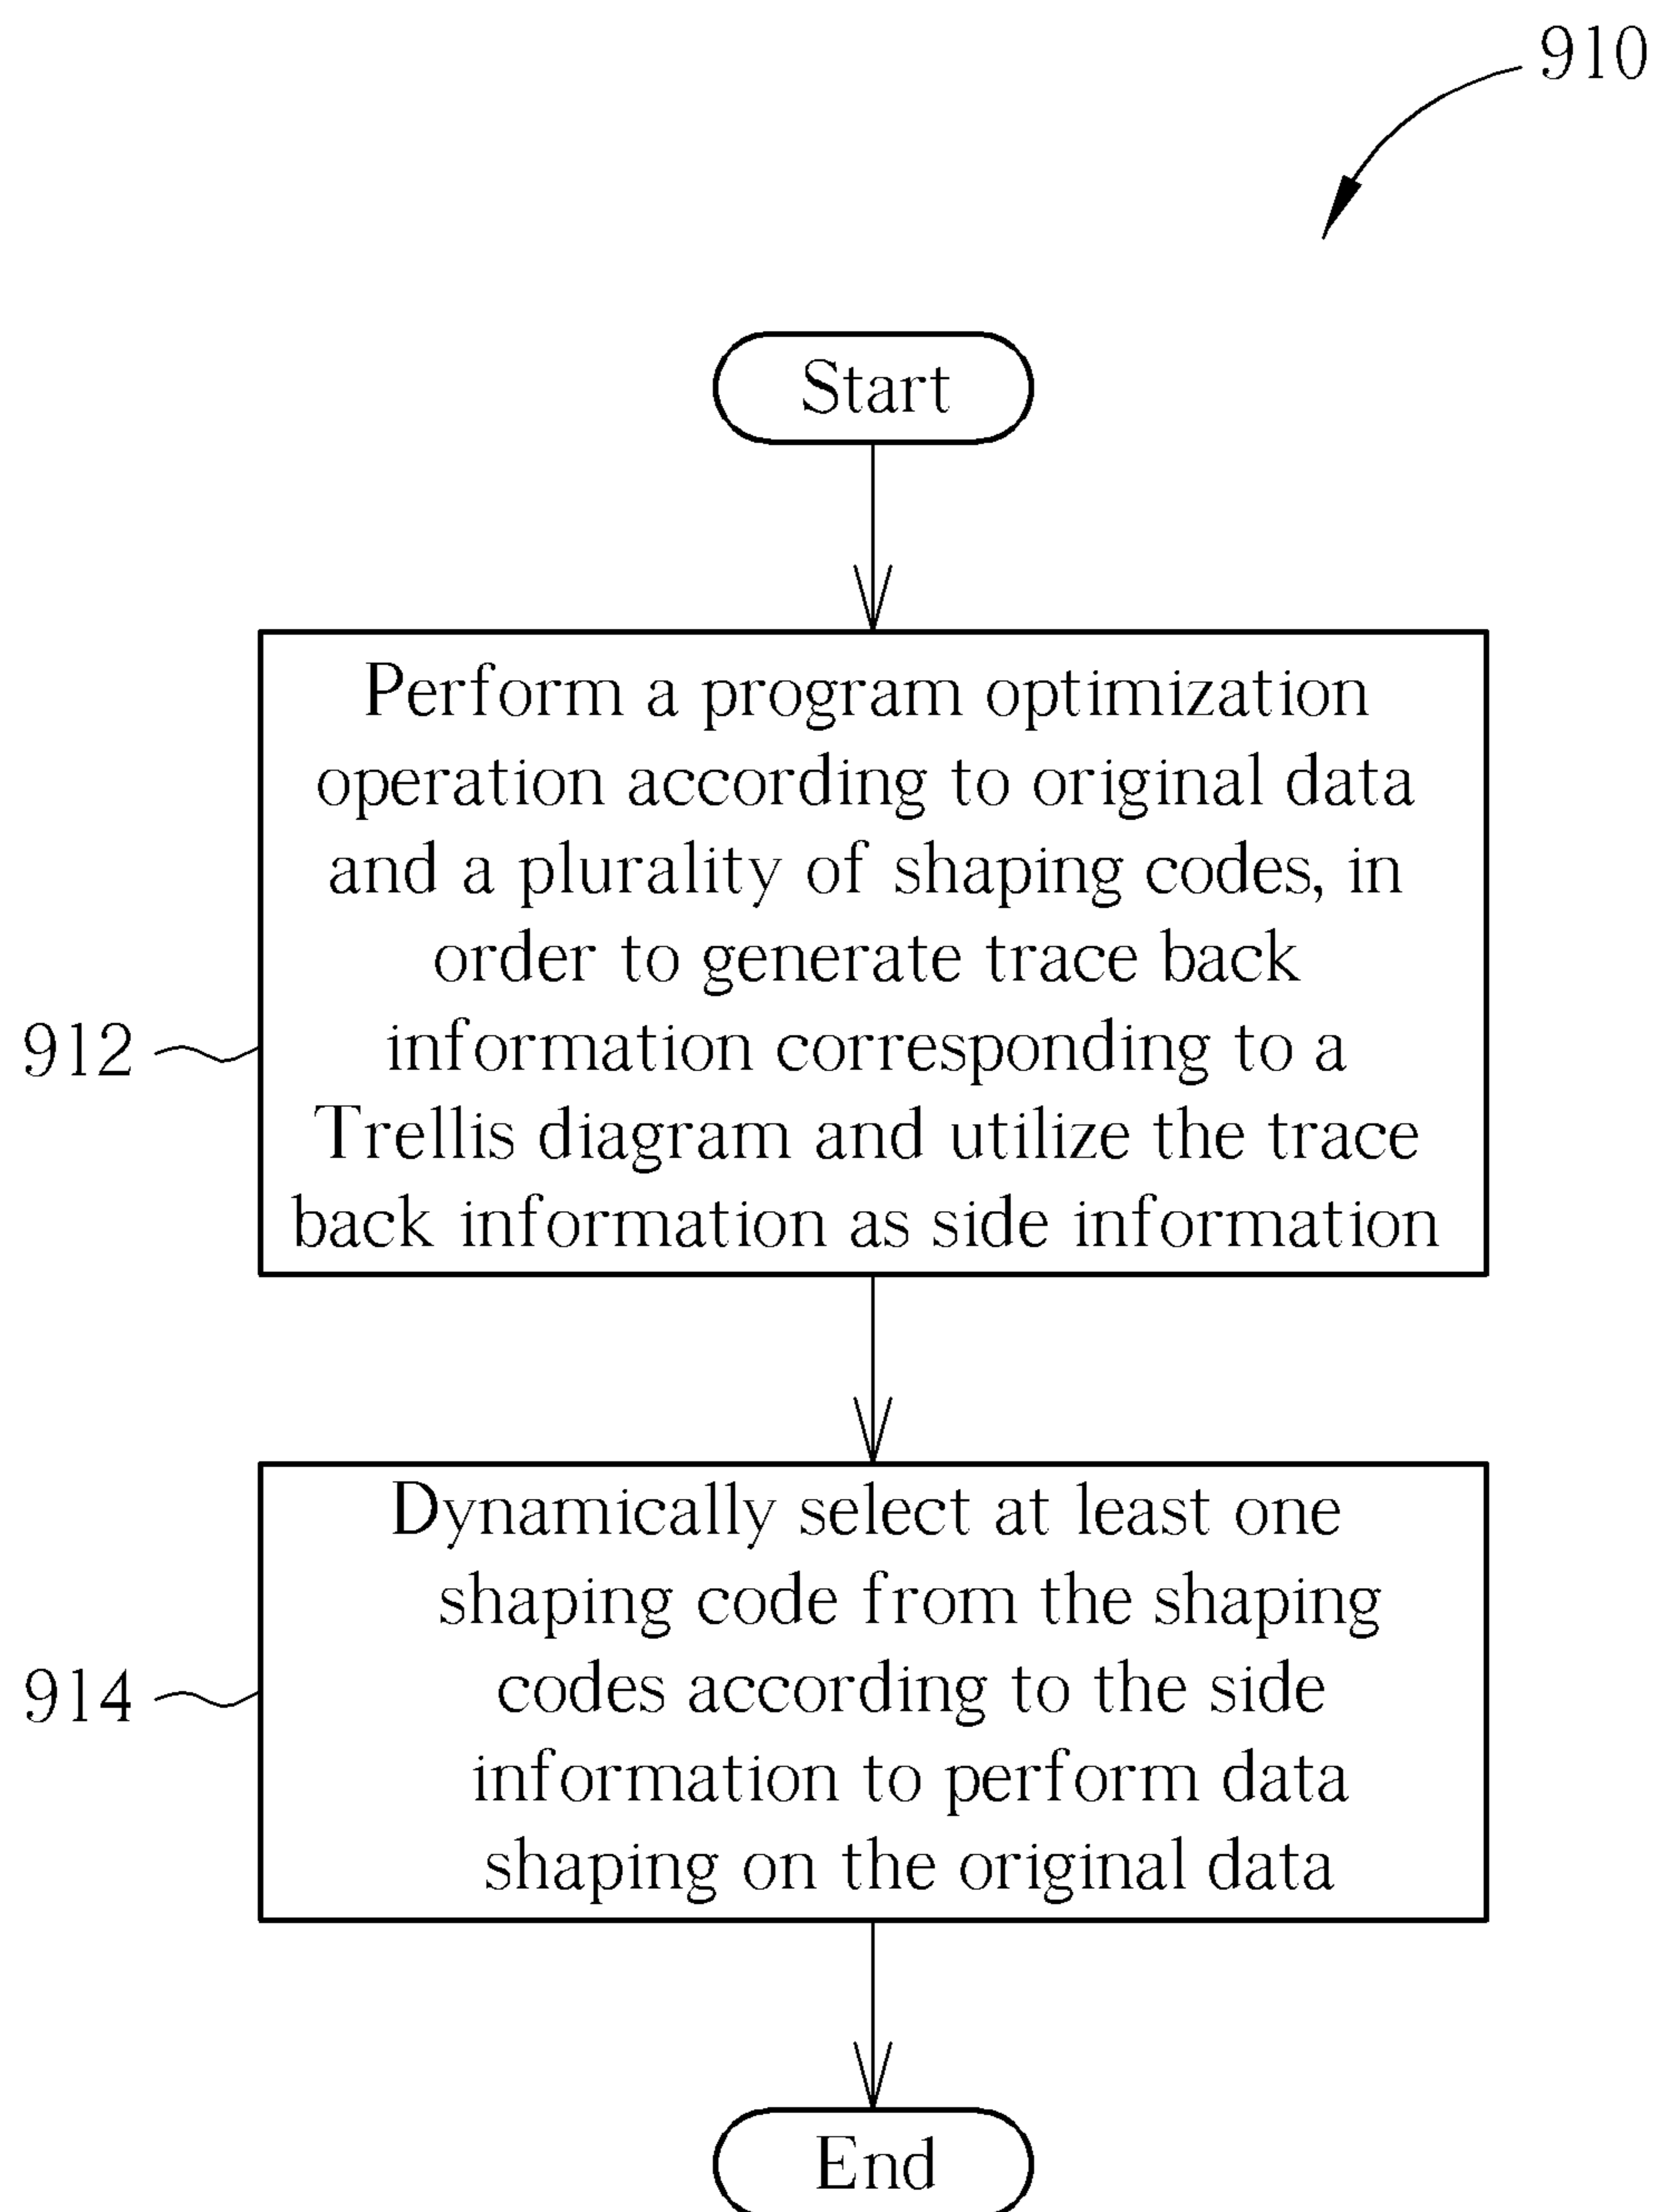 910
Start
Perform a program optimization
operation according to original data
and a plurality of shaping codes, in
order to generate trace back
information corresponding to a
Trellis diagram and utilize the trace
back information as side information
912
Dynamically select at least one
shaping code from the shaping
codes according to the side
information to perform data
shaping on the original data
914
End